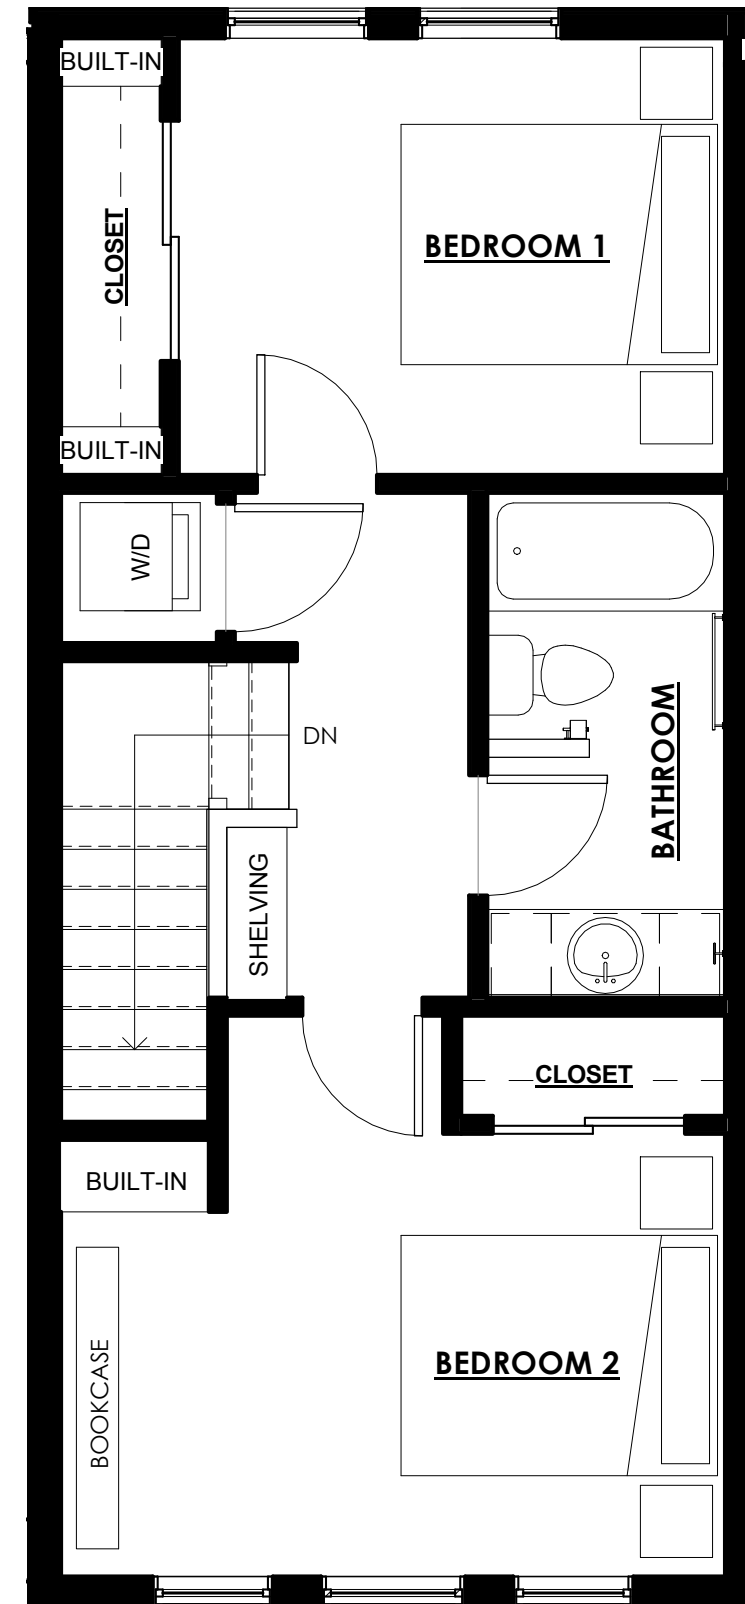 BUILT-IN
CLOSET
BEDROOM 1
BUILT-IN
W/D
DN
BATHROOM
SHELVING
CLOSET
BUILT-IN
BOOKCASE
BEDROOM 2